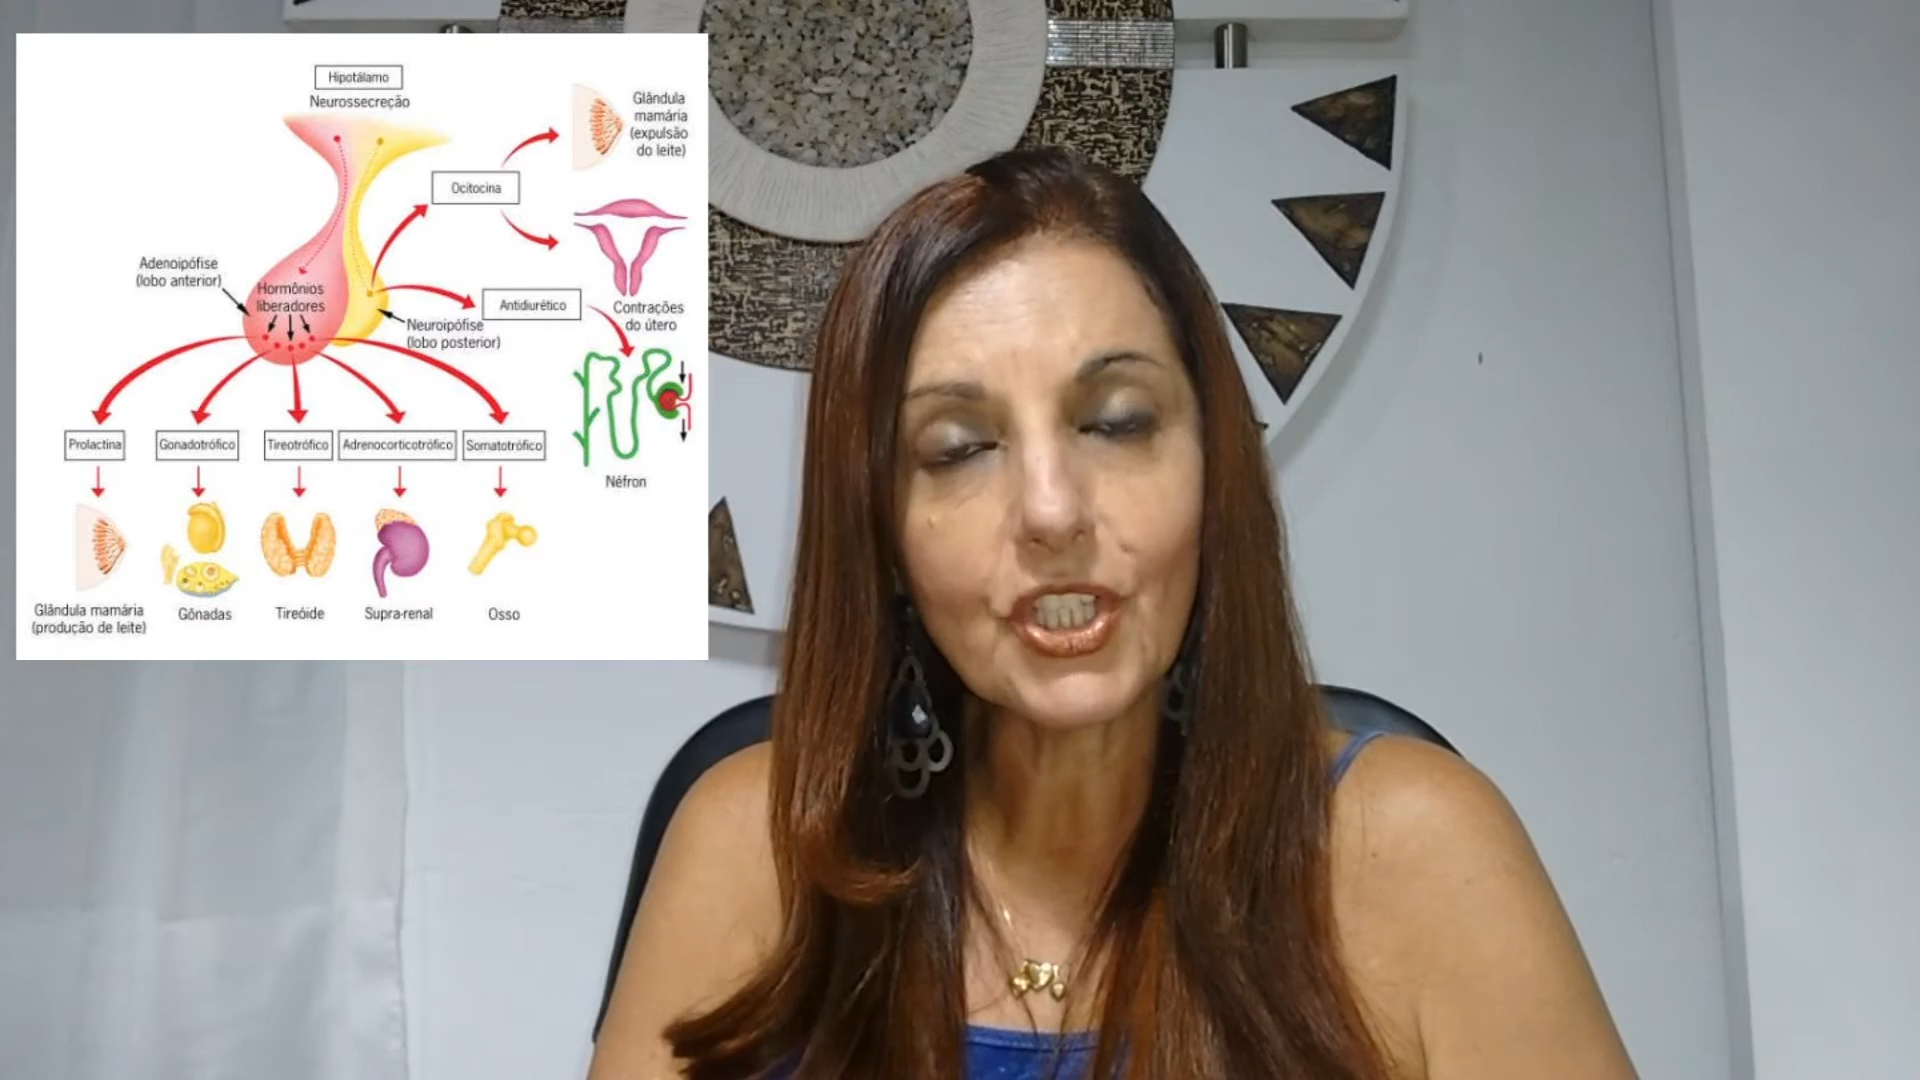 Hipotálamo
Neurossecreção
Glândula
mamária
(expulsão
do leite)
Ocitocina
Adenoipófise
(lobo anterior)
Hormônios
liberadores
Antidiurético
Contrações
do útero
Neuroipófise
(lobo posterior)
Prolactina
Gonadotrófico
Tireotrófico
Adrenocorticotrófico
Somatotrófico
Néfron
Glândula mamária
(produção de leite)
Gônadas
Tireóide
Supra-renal
Osso